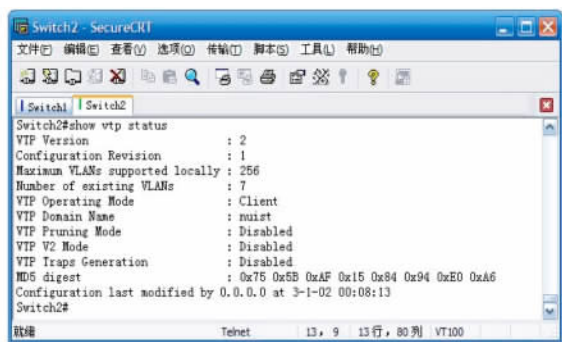 Switch2 - SecureCRT
文件(F) 编辑(E) 查看(V) 选项(O) 传输(T) 脚本(S) 工具(L) 帮助(H)
Switch1 Switch2
Switch2#show vtp status
VTP Version : 2
Configuration Revision : 1
Maximum VLANs supported locally : 256
Number of existing VLANs : 7
VTP Operating Mode : Client
VTP Domain Name : nuist
VTP Pruning Mode : Disabled
VTP V2 Mode : Disabled
VTP Traps Generation : Disabled
MD5 digest : 0x75 0x5B 0xAF 0x15 0x84 0x94 0xE0 0xA6
Configuration last modified by 0.0.0.0 at 3-1-02 00:08:13
Switch2#
就绪 Telnet 13, 9 13行, 80列 VT100